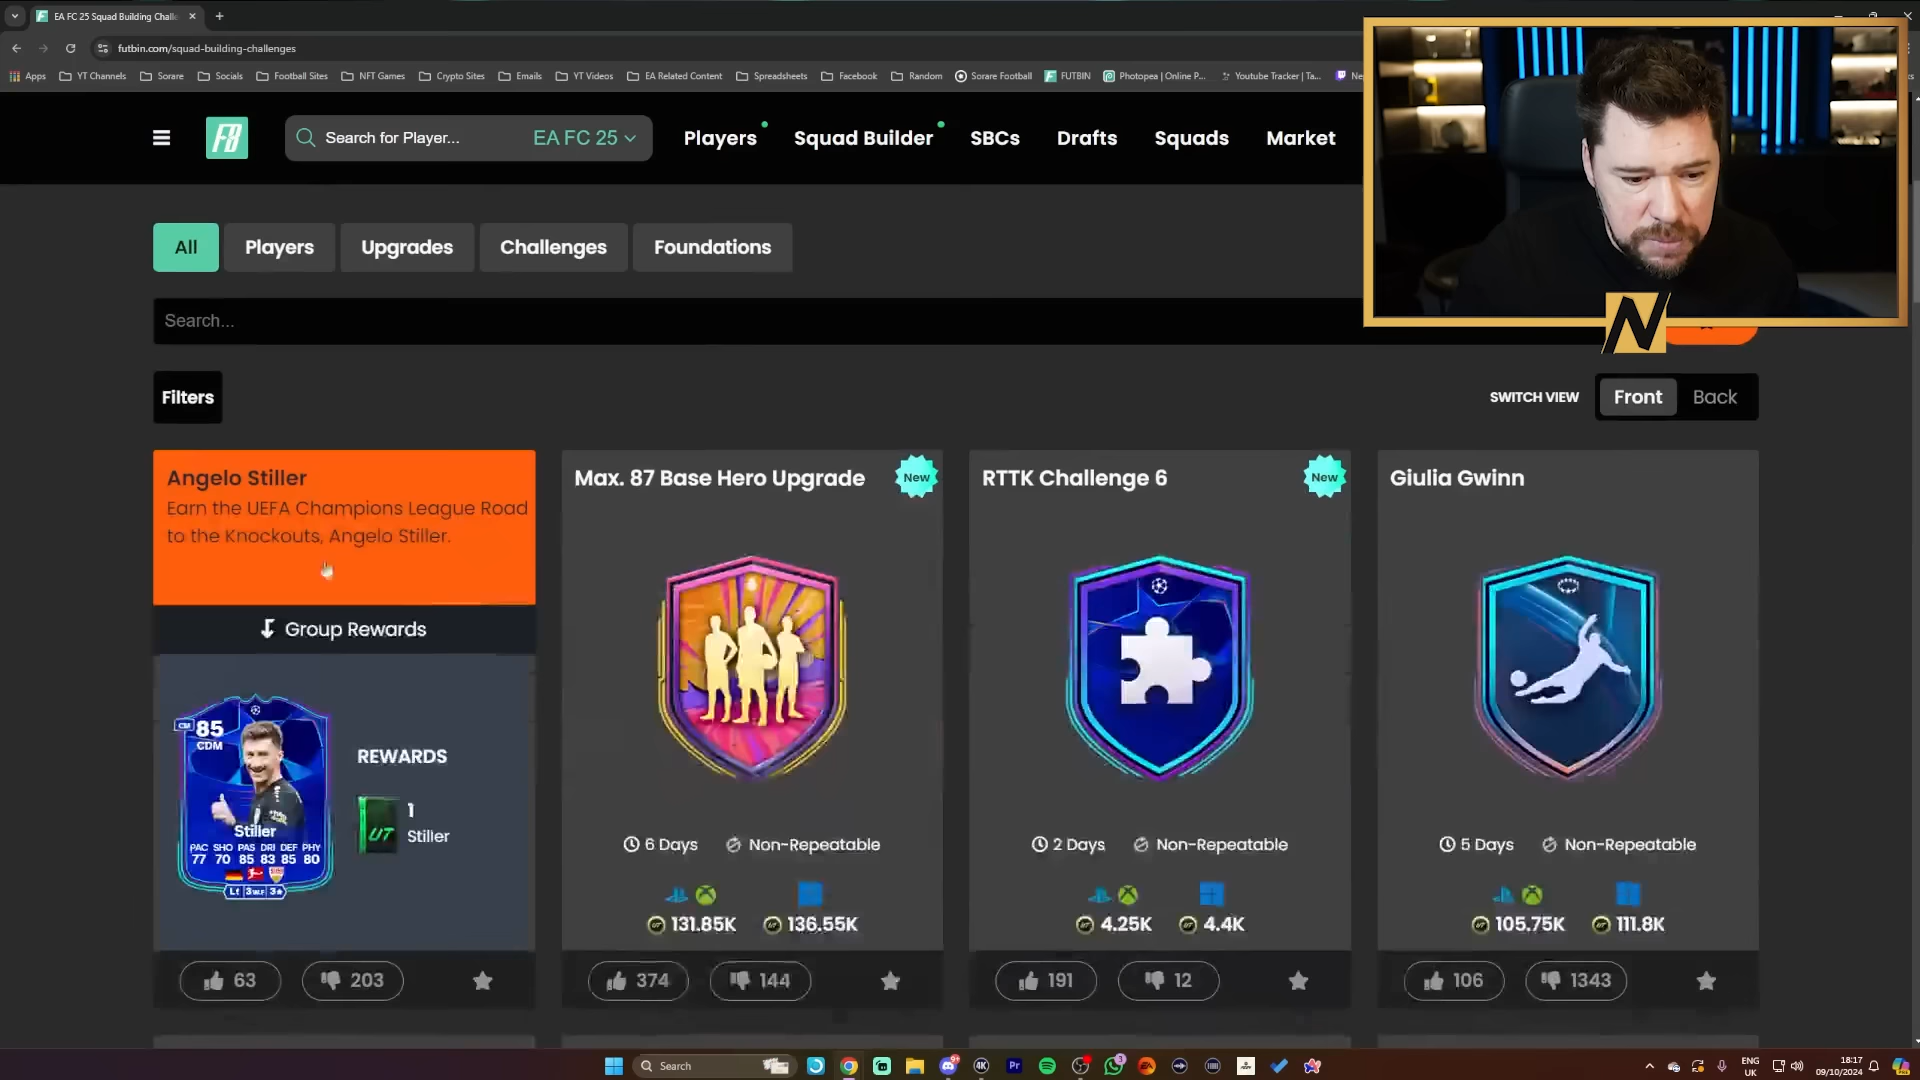 EA FC 25 Squad Building Challe
futbin.com/squad-building-challenges
Apps YT Channels Sorare Socials Football Sites NFT Games Crypto Sites Emails YT Videos EA Related Content Spreadsheets Facebook Random Sorare Football FUTBIN Photopea | Online P... Youtube Tracker | Ta...
Search for Player... EA FC 25 Players Squad Builder SBCs Drafts Squads Market
All Players Upgrades Challenges Foundations
Search...
Filters SWITCH VIEW Front Back
Angelo Stiller
Earn the UEFA Champions League Road
to the Knockouts, Angelo Stiller.
Group Rewards
CM 85
CDM
Stiller
PAC SHO PAS DRI DEF PHY
77 70 85 83 85 80
REWARDS
1
UT Stiller
63 203
Max. 87 Base Hero Upgrade New
6 Days Non-Repeatable
131.85K 136.55K
374 144
RTTK Challenge 6 New
2 Days Non-Repeatable
4.25K 4.4K
191 12
Giulia Gwinn
5 Days Non-Repeatable
105.75K 111.8K
106 1343
N
Search 4K Pr ENG 18:17
UK 09/10/2024